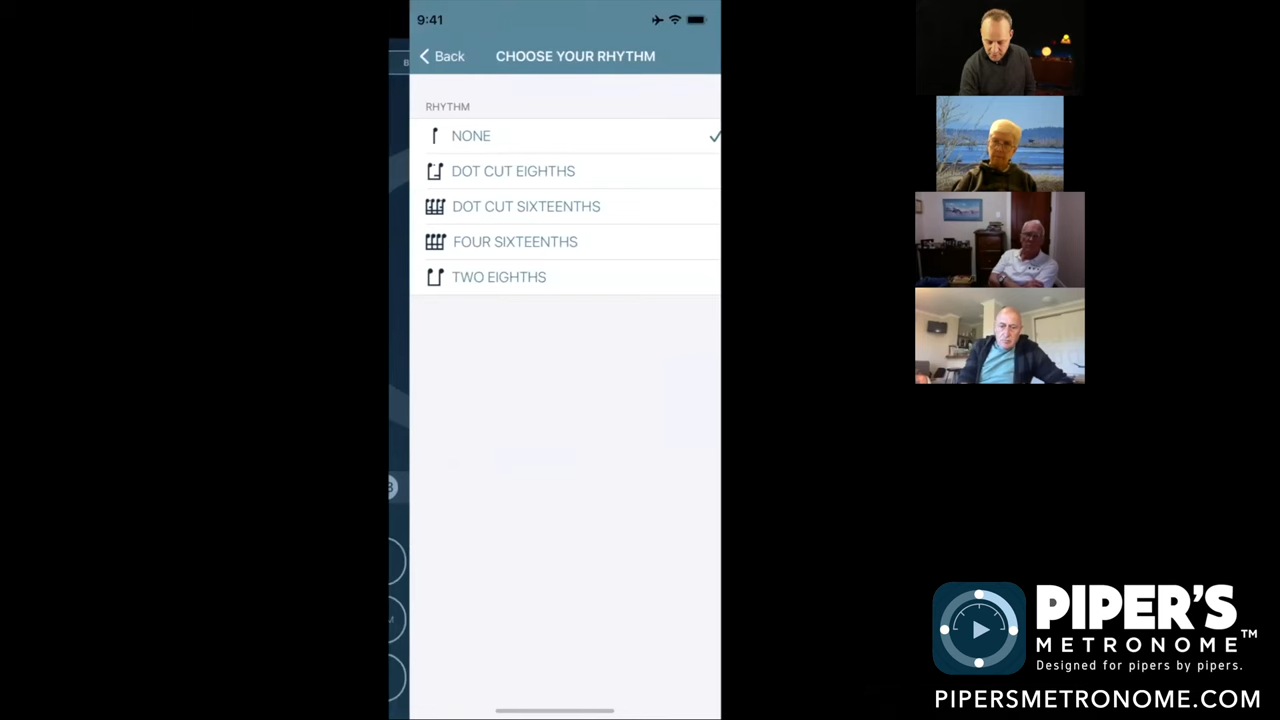 9:41
Back
CHOOSE YOUR RHYTHM
RHYTHM
NONE
DOT CUT EIGHTHS
DOT CUT SIXTEENTHS
FOUR SIXTEENTHS
TWO EIGHTHS
PIPER'S
METRONOME™
Designed for pipers by pipers.
PIPERSMETRONOME.COM